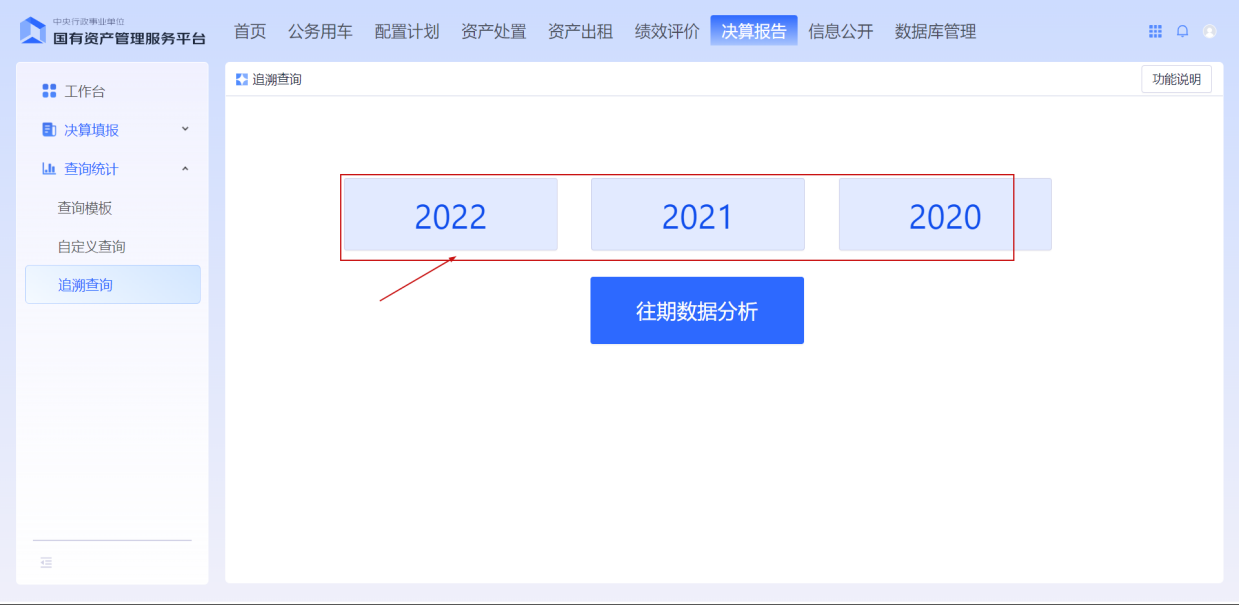 中央行政事业单位
国有资产管理服务平台
首页 公务用车 配置计划 资产处置 资产出租 绩效评价 决算报告 信息公开 数据库管理
工作台
决算填报
查询统计
查询模板
自定义查询
追溯查询
追溯查询
功能说明
2022 2021 2020
往期数据分析